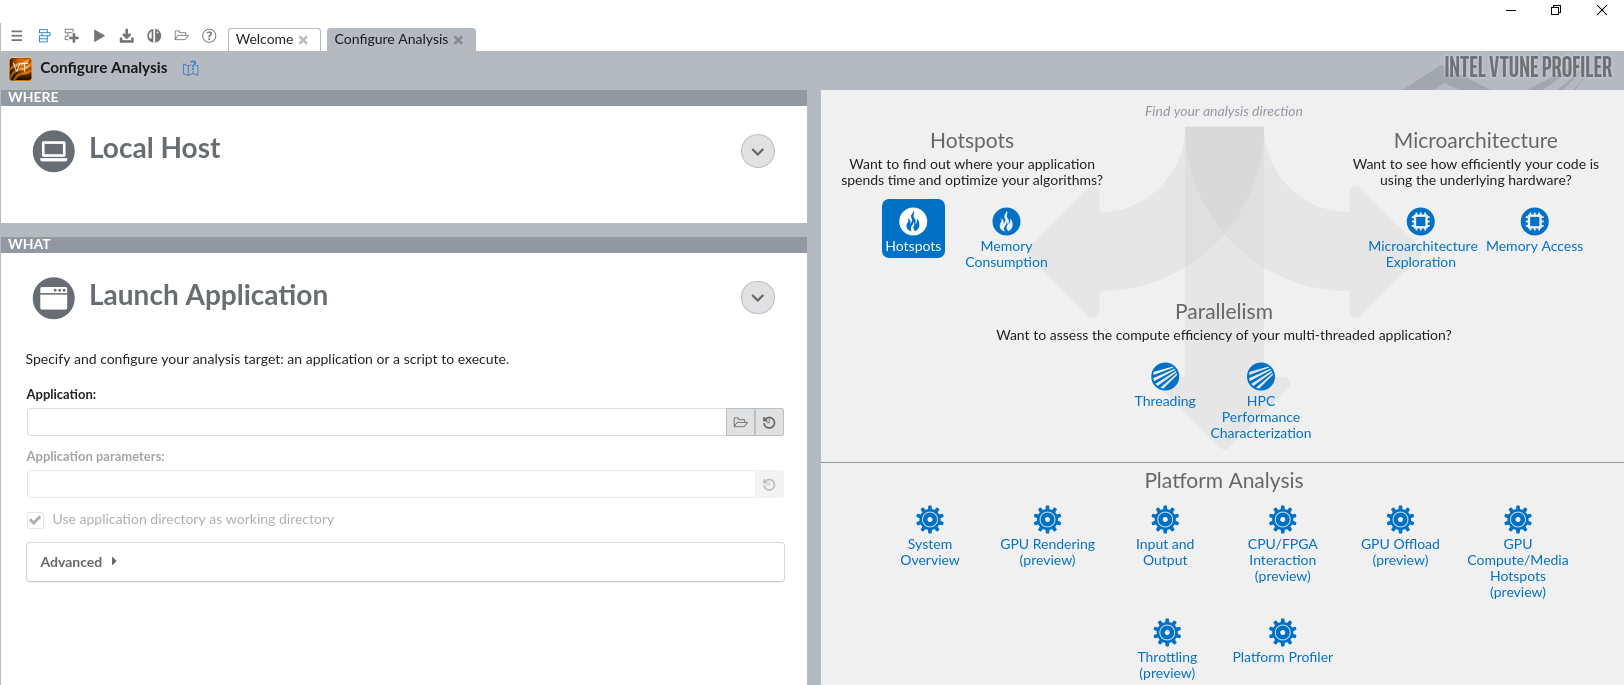 Welcome
Configure Analysis
Configure Analysis
INTEL VTUNE PROFILER
WHERE
Local Host
WHAT
Launch Application
Specify and configure your analysis target: an application or a script to execute.
Application:
Application parameters:
Use application directory as working directory
Advanced
Find your analysis direction
Hotspots
Want to find out where your application
spends time and optimize your algorithms?
Hotspots
Memory
Consumption
Microarchitecture
Want to see how efficiently your code is
using the underlying hardware?
Microarchitecture
Exploration
Memory Access
Parallelism
Want to assess the compute efficiency of your multi-threaded application?
Threading
HPC
Performance
Characterization
Platform Analysis
System
Overview
GPU Rendering
(preview)
Input and
Output
CPU/FPGA
Interaction
(preview)
GPU Offload
(preview)
GPU
Compute/Media
Hotspots
(preview)
Throttling
(preview)
Platform Profiler